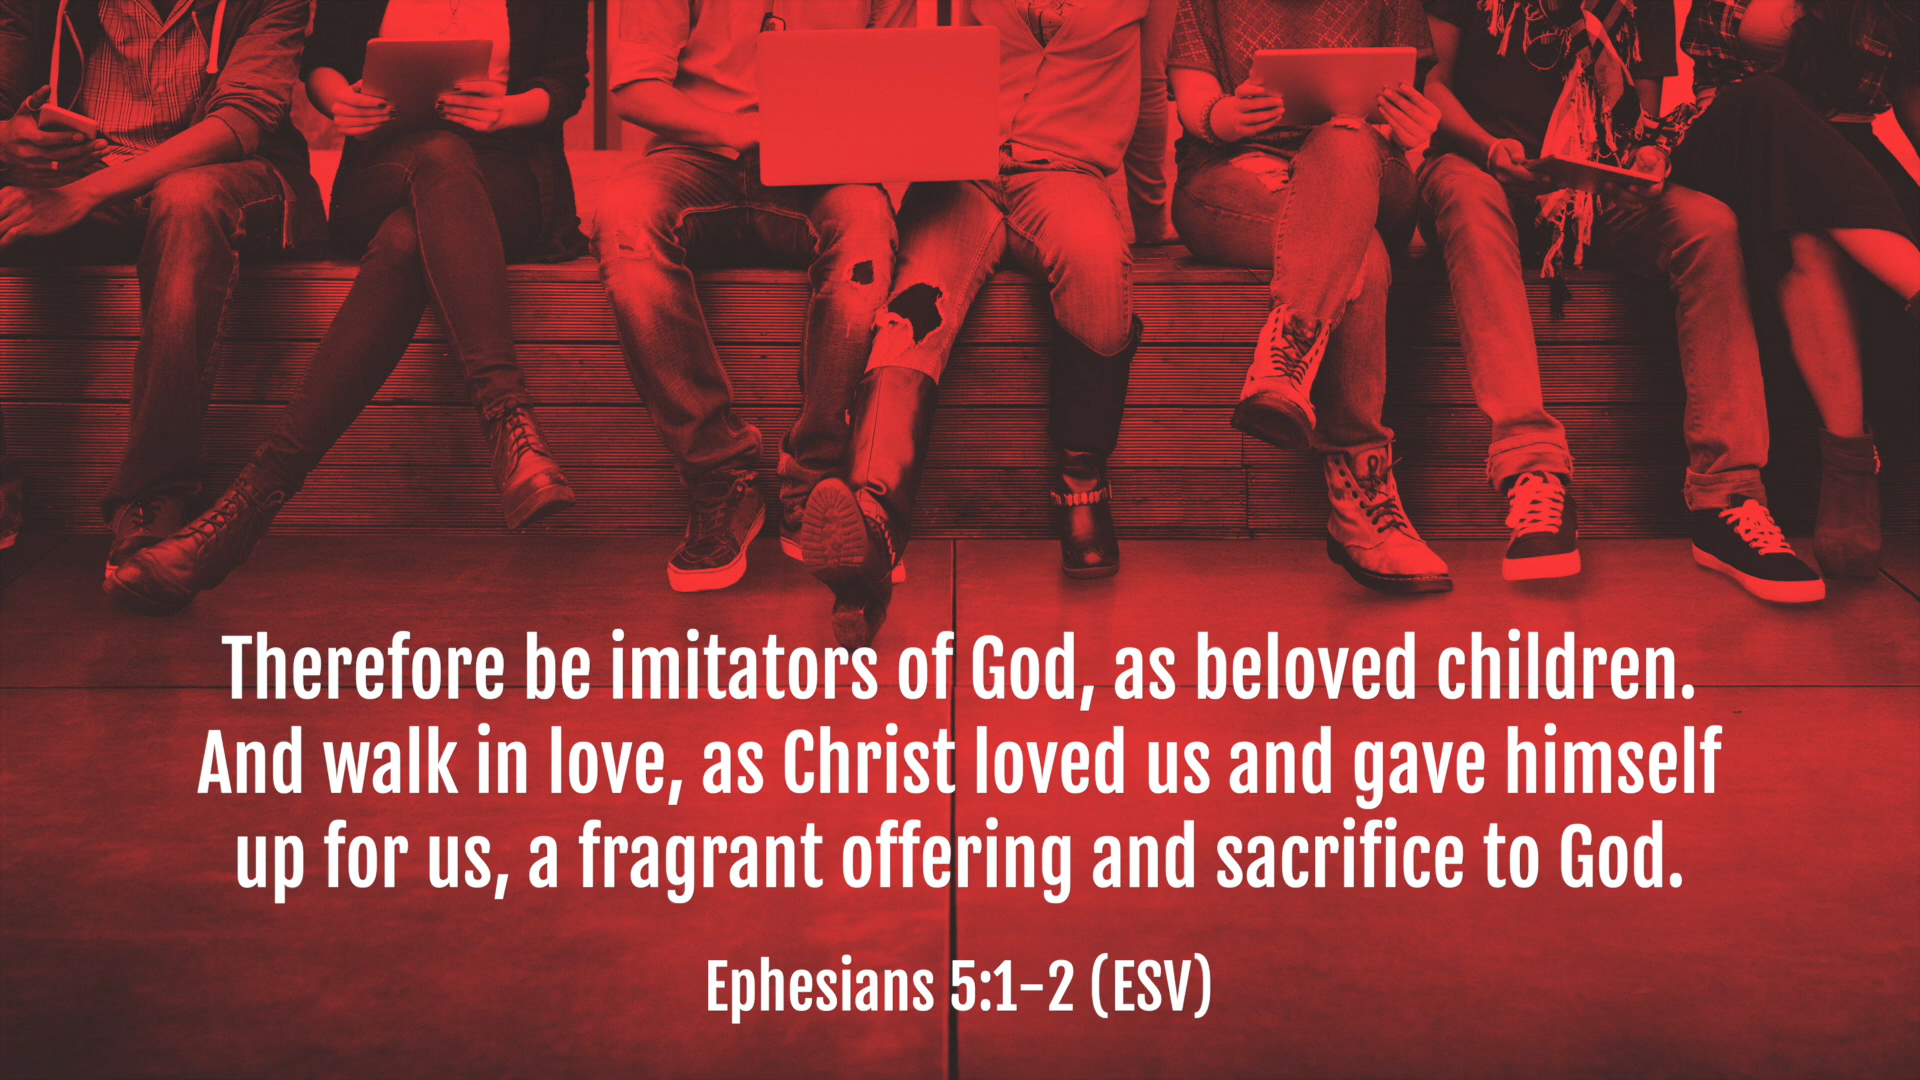 Therefore be imitators of God, as beloved children.
And walk in love, as Christ loved us and gave himself
up for us, a fragrant offering and sacrifice to God.
Ephesians 5:1–2 (ESV)